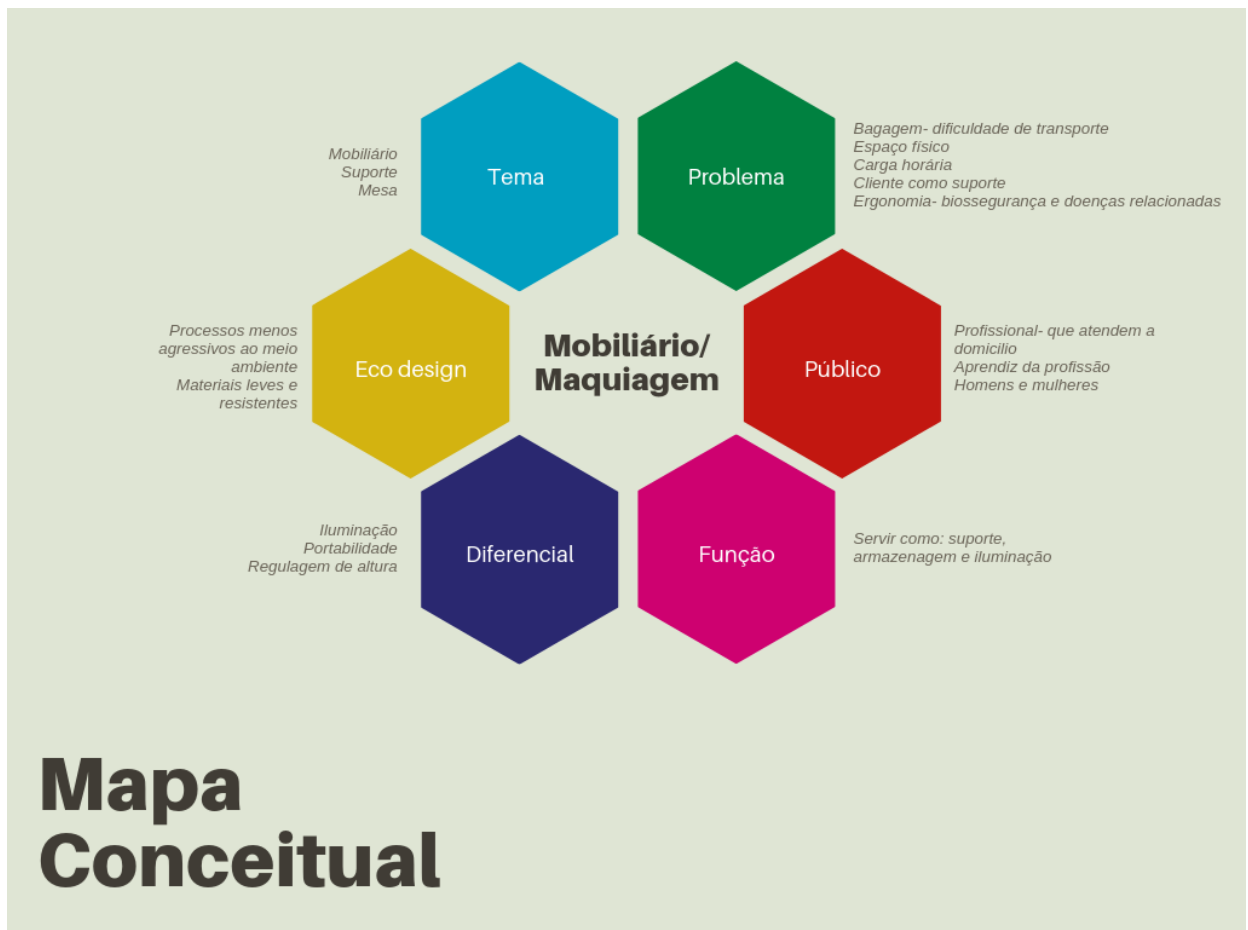 Tema
Mobiliário
Suporte
Mesa
Problema
Bagagem- dificuldade de transporte
Espaço físico
Carga horária
Cliente como suporte
Ergonomia- biossegurança e doenças relacionadas
Eco design
Processos menos
agressivos ao meio
ambiente
Materiais leves e
resistentes
Mobiliário/
Maquiagem
Público
Profissional- que atendem a
domicilio
Aprendiz da profissão
Homens e mulheres
Diferencial
Iluminação
Portabilidade
Regulagem de altura
Função
Servir como: suporte,
armazenagem e iluminação
Mapa
Conceitual